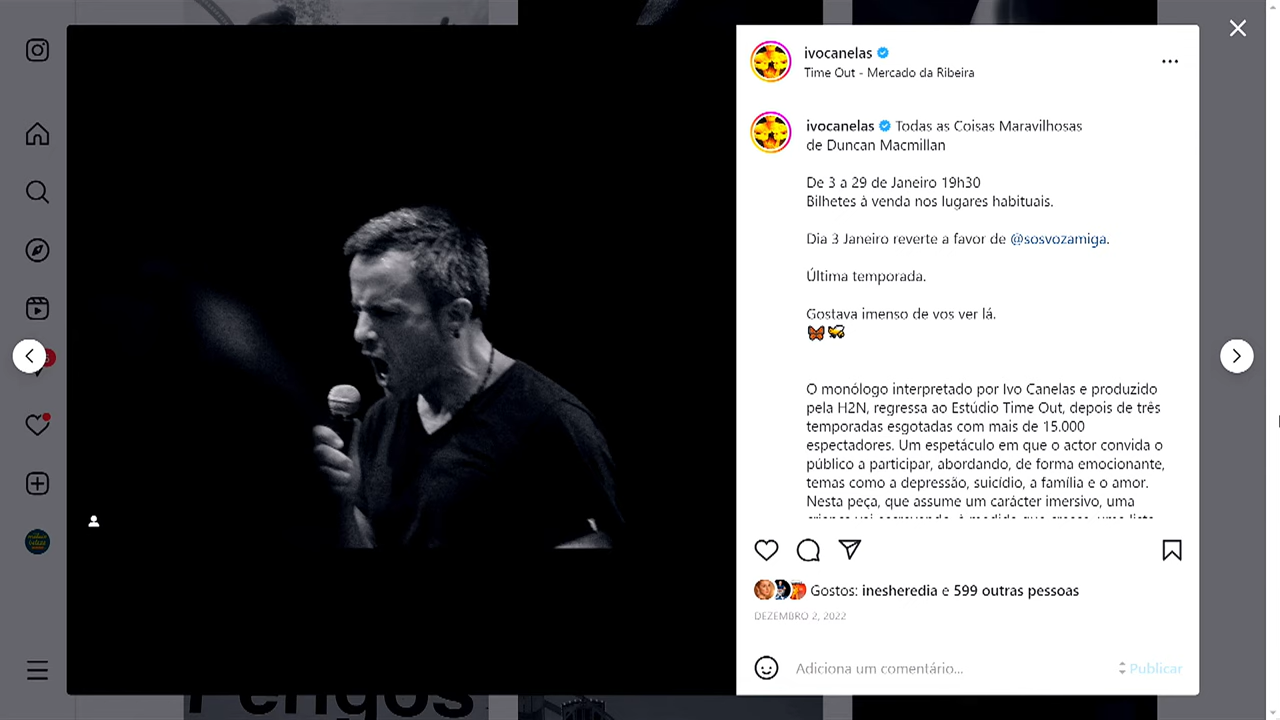 ivocanelas
Time Out - Mercado da Ribeira
ivocanelas Todas as Coisas Maravilhosas
de Duncan Macmillan
De 3 a 29 de Janeiro 19h30
Bilhetes à venda nos lugares habituais.
Dia 3 Janeiro reverte a favor de @sosvozamiga.
Última temporada.
Gostava imenso de vos ver lá.
O monólogo interpretado por Ivo Canelas e produzido
pela H2N, regressa ao Estúdio Time Out, depois de três
temporadas esgotadas com mais de 15.000
espectadores. Um espetáculo em que o actor convida o
público a participar, abordando, de forma emocionante,
temas como a depressão, suicídio, a família e o amor.
Nesta peça, que assume um carácter imersivo, uma
Gostos: inesheredia e 599 outras pessoas
DEZEMBRO 2, 2022
Adiciona um comentário...
Publicar